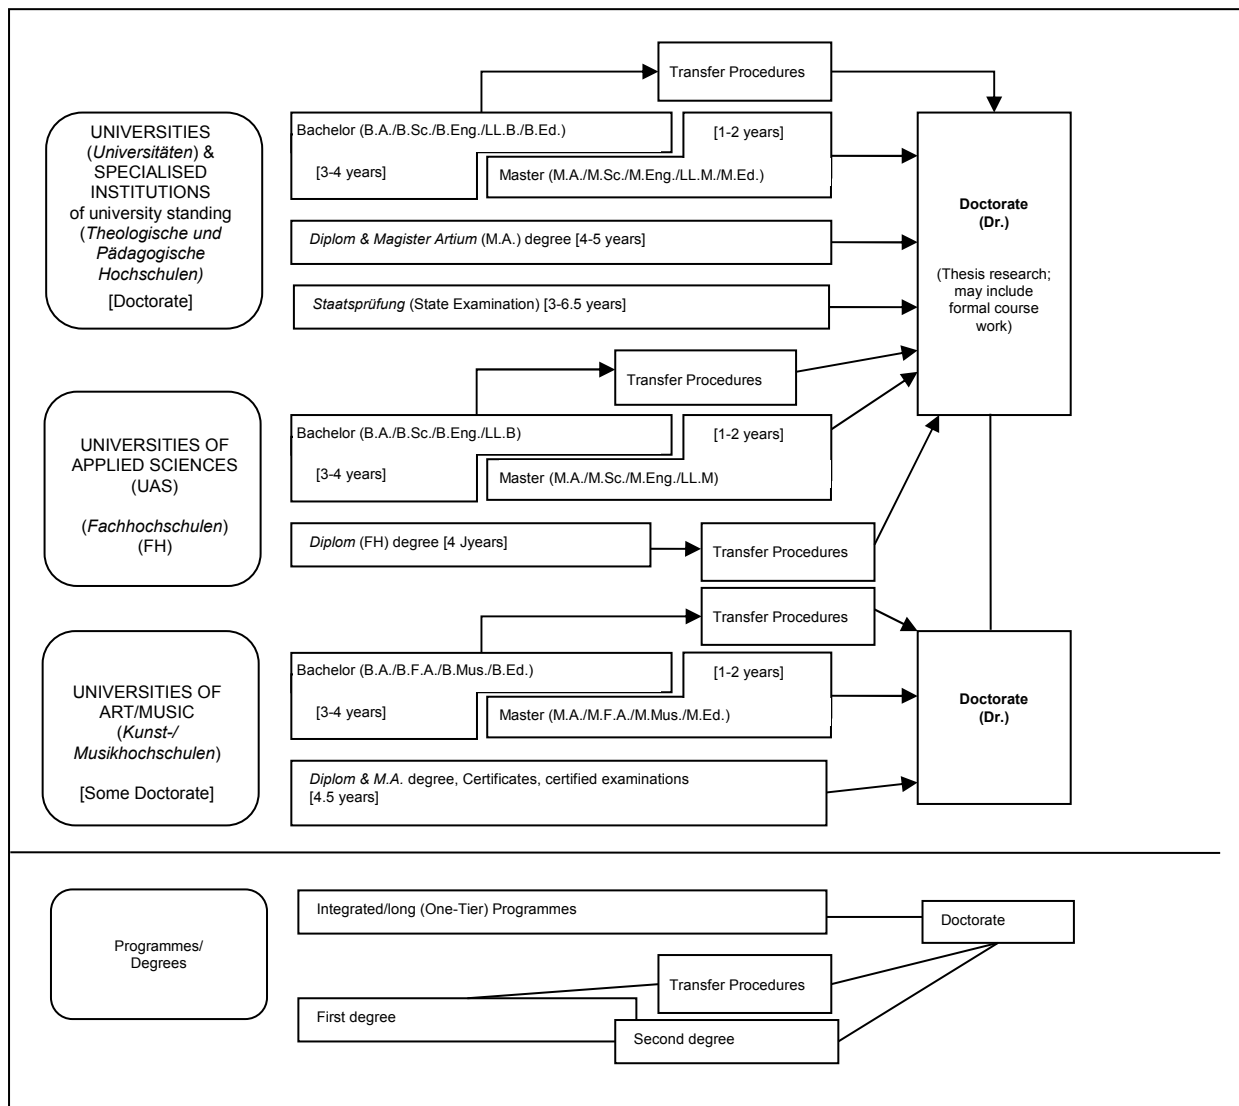 Transfer Procedures
UNIVERSITIES
(Universitäten) &
SPECIALISED
INSTITUTIONS
of university standing
(Theologische und
Pädagogische
Hochschulen)
[Doctorate]
Bachelor (B.A./B.Sc./B.Eng./LL.B./B.Ed.)
[3-4 years]
[1-2 years]
Master (M.A./M.Sc./M.Eng./LL.M./M.Ed.)
Diplom & Magister Artium (M.A.) degree [4-5 years]
Staatsprüfung (State Examination) [3-6.5 years]
Doctorate
(Dr.)
(Thesis research;
may include
formal course
work)
Transfer Procedures
UNIVERSITIES OF
APPLIED SCIENCES
(UAS)
(Fachhochschulen)
(FH)
Bachelor (B.A./B.Sc./B.Eng./LL.B)
[3-4 years]
[1-2 years]
Master (M.A./M.Sc./M.Eng./LL.M)
Diplom (FH) degree [4 Jyears]
Transfer Procedures
Transfer Procedures
UNIVERSITIES OF
ART/MUSIC
(Kunst-/
Musikhochschulen)
[Some Doctorate]
Bachelor (B.A./B.F.A./B.Mus./B.Ed.)
[3-4 years]
[1-2 years]
Master (M.A./M.F.A./M.Mus./M.Ed.)
Diplom & M.A. degree, Certificates, certified examinations
[4.5 years]
Doctorate
(Dr.)
Programmes/
Degrees
Integrated/long (One-Tier) Programmes
Doctorate
Transfer Procedures
First degree
Second degree